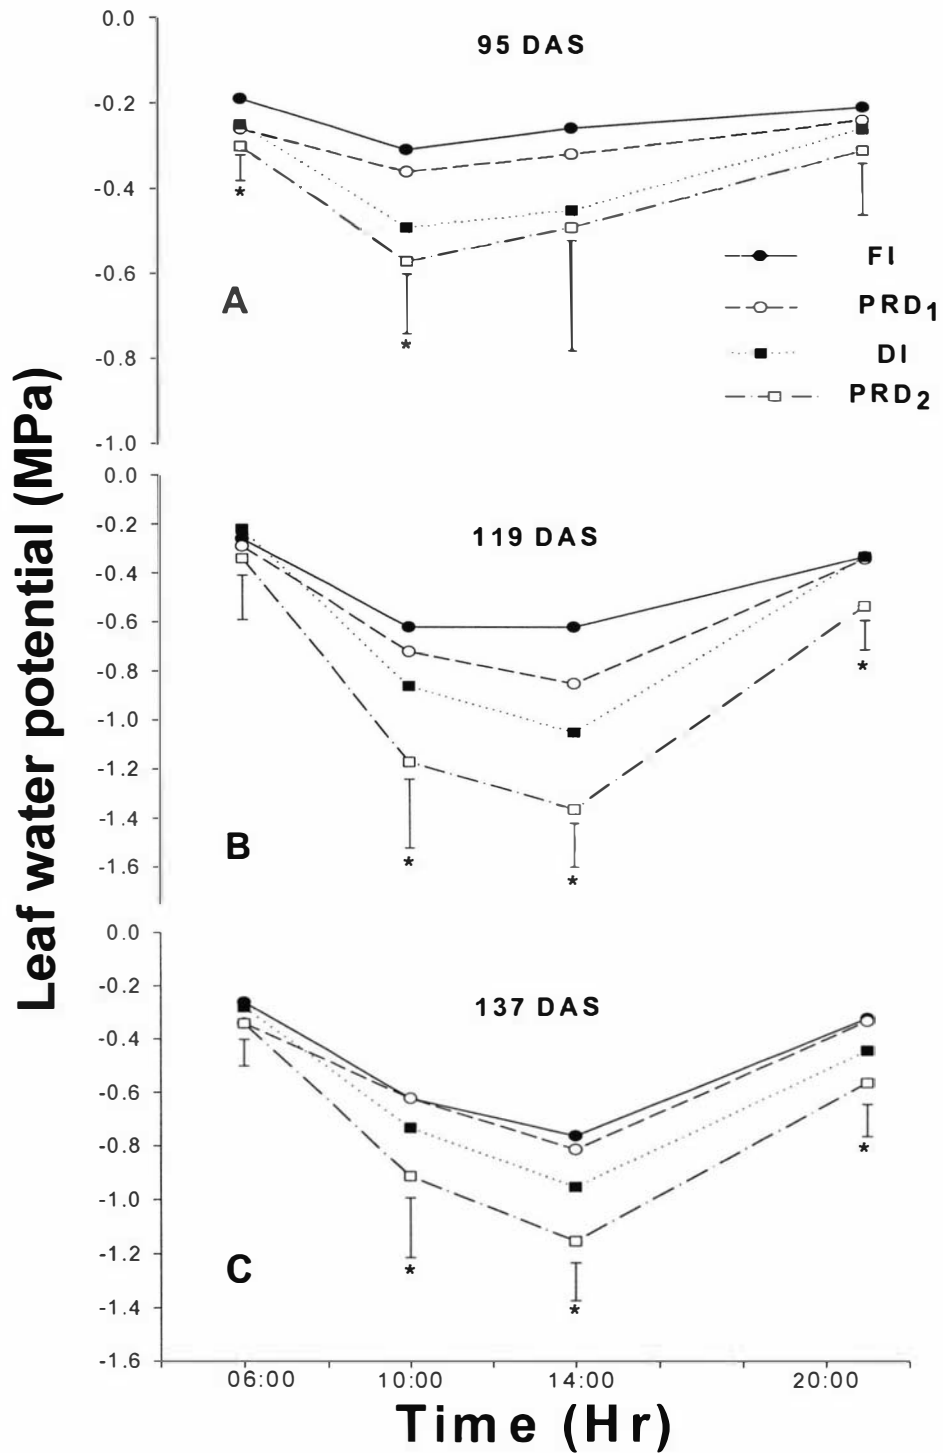 Leaf water potential (MPa)
0.0
95 DAS
-0.2
*
-0.4
FI
-0.6
A
PRD1
*
-0.8
DI
PRD2
-1.0
0.0
-0.2
119 DAS
-0.4
-0.6
*
-0.8
-1.0
-1.2
-1.4
B
*
*
-1.6
0.0
-0.2
137 DAS
-0.4
-0.6
-0.8
*
-1.0
-1.2
C
*
*
-1.4
-1.6
06:00 10:00 14:00 20:00
Time (Hr)